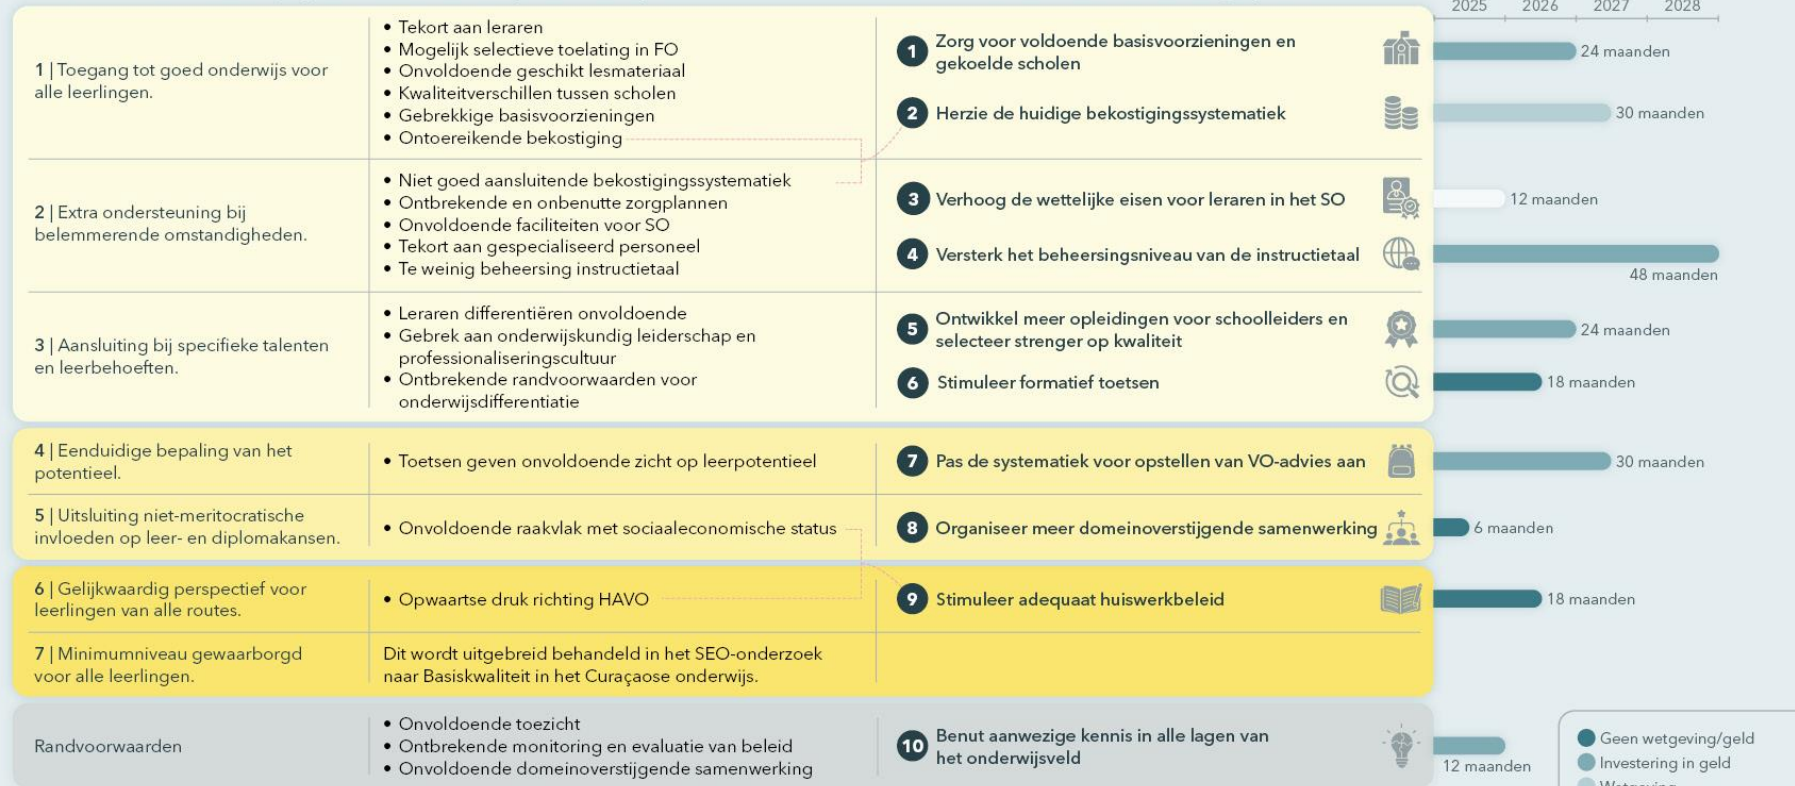 2025 2026 2027 2028
1 | Toegang tot goed onderwijs voor
alle leerlingen.
• Tekort aan leraren
• Mogelijk selectieve toelating in FO
• Onvoldoende geschikt lesmateriaal
• Kwaliteitverschillen tussen scholen
• Gebrekkige basisvoorzieningen
• Ontoereikende bekostiging
1 Zorg voor voldoende basisvoorzieningen en
gekoelde scholen
24 maanden
2 Herzie de huidige bekostigingssystematiek
30 maanden
2 | Extra ondersteuning bij
belemmerende omstandigheden.
• Niet goed aansluitende bekostigingssystematiek
• Ontbrekende en onbenutte zorgplannen
• Onvoldoende faciliteiten voor SO
• Tekort aan gespecialiseerd personeel
• Te weinig beheersing instructietaal
3 Verhoog de wettelijke eisen voor leraren in het SO
12 maanden
4 Versterk het beheersingsniveau van de instructietaal
48 maanden
3 | Aansluiting bij specifieke talenten
en leerbehoeften.
• Leraren differentiëren onvoldoende
• Gebrek aan onderwijskundig leiderschap en
professionaliseringscultuur
• Ontbrekende randvoorwaarden voor
onderwijsdifferentiatie
5 Ontwikkel meer opleidingen voor schoolleiders en
selecteer strenger op kwaliteit
24 maanden
6 Stimuleer formatief toetsen
18 maanden
4 | Eenduidige bepaling van het
potentieel.
• Toetsen geven onvoldoende zicht op leerpotentieel
7 Pas de systematiek voor opstellen van VO-advies aan
30 maanden
5 | Uitsluiting niet-meritocratische
invloeden op leer- en diplomakansen.
• Onvoldoende raakvlak met sociaaleconomische status
8 Organiseer meer domeinoverstijgende samenwerking
6 maanden
6 | Gelijkwaardig perspectief voor
leerlingen van alle routes.
• Opwaartse druk richting HAVO
9 Stimuleer adequaat huiswerkbeleid
18 maanden
7 | Minimumniveau gewaarborgd
voor alle leerlingen.
Dit wordt uitgebreid behandeld in het SEO-onderzoek
naar Basiskwaliteit in het Curaçaose onderwijs.
Randvoorwaarden
• Onvoldoende toezicht
• Ontbrekende monitoring en evaluatie van beleid
• Onvoldoende domeinoverstijgende samenwerking
10 Benut aanwezige kennis in alle lagen van
het onderwijsveld
12 maanden
Geen wetgeving/geld
Investering in geld
Wetgeving